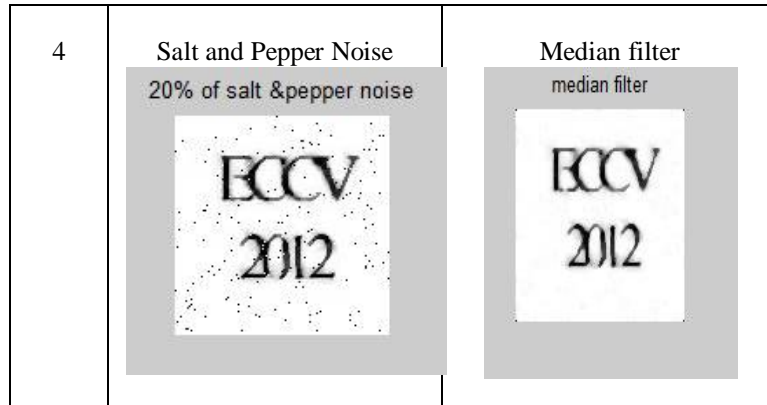 4
Salt and Pepper Noise
Median filter
20% of salt &pepper noise
median filter
ECCV
2012
ECCV
2012